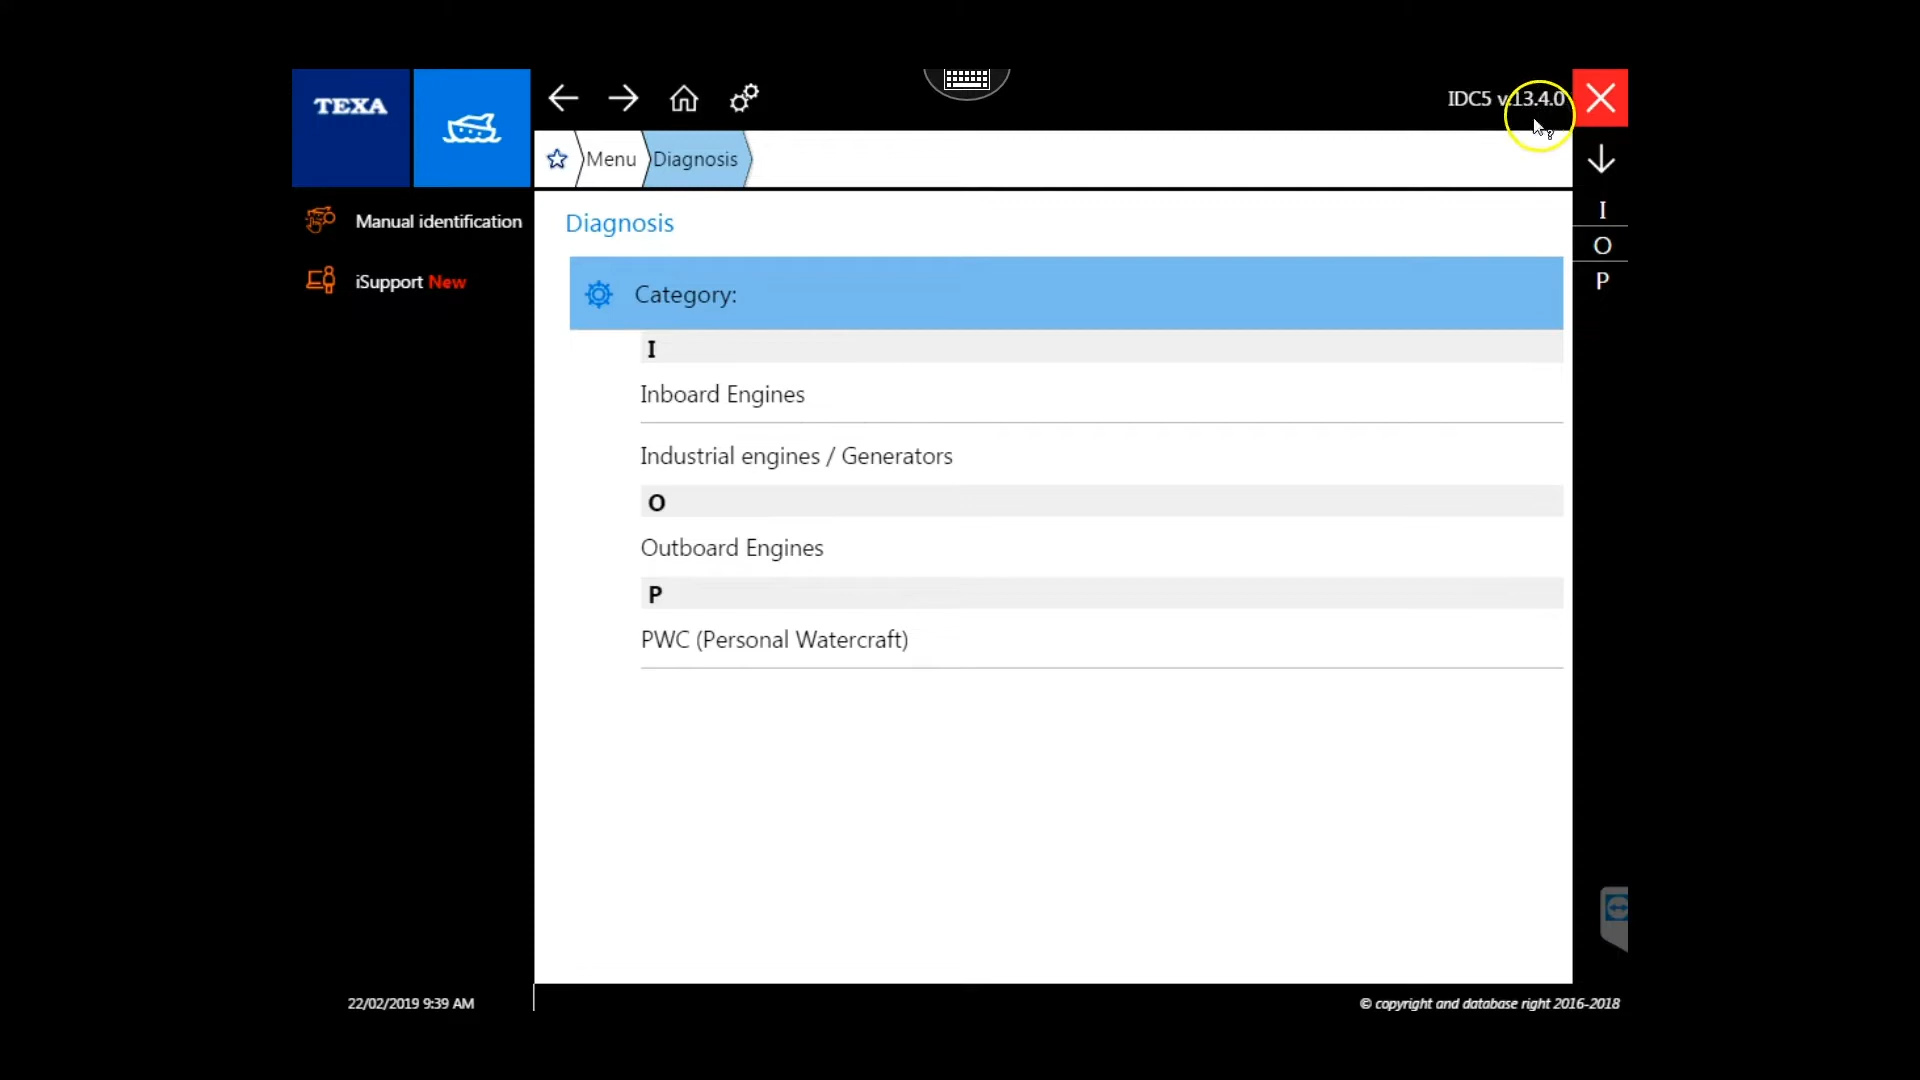 TEXA
IDC5 v.13.4.0
Menu
Diagnosis
Manual identification
iSupport New
Diagnosis
Category:
I
Inboard Engines
Industrial engines / Generators
O
Outboard Engines
P
PWC (Personal Watercraft)
I
O
P
22/02/2019 9:39 AM
© copyright and database right 2016-2018